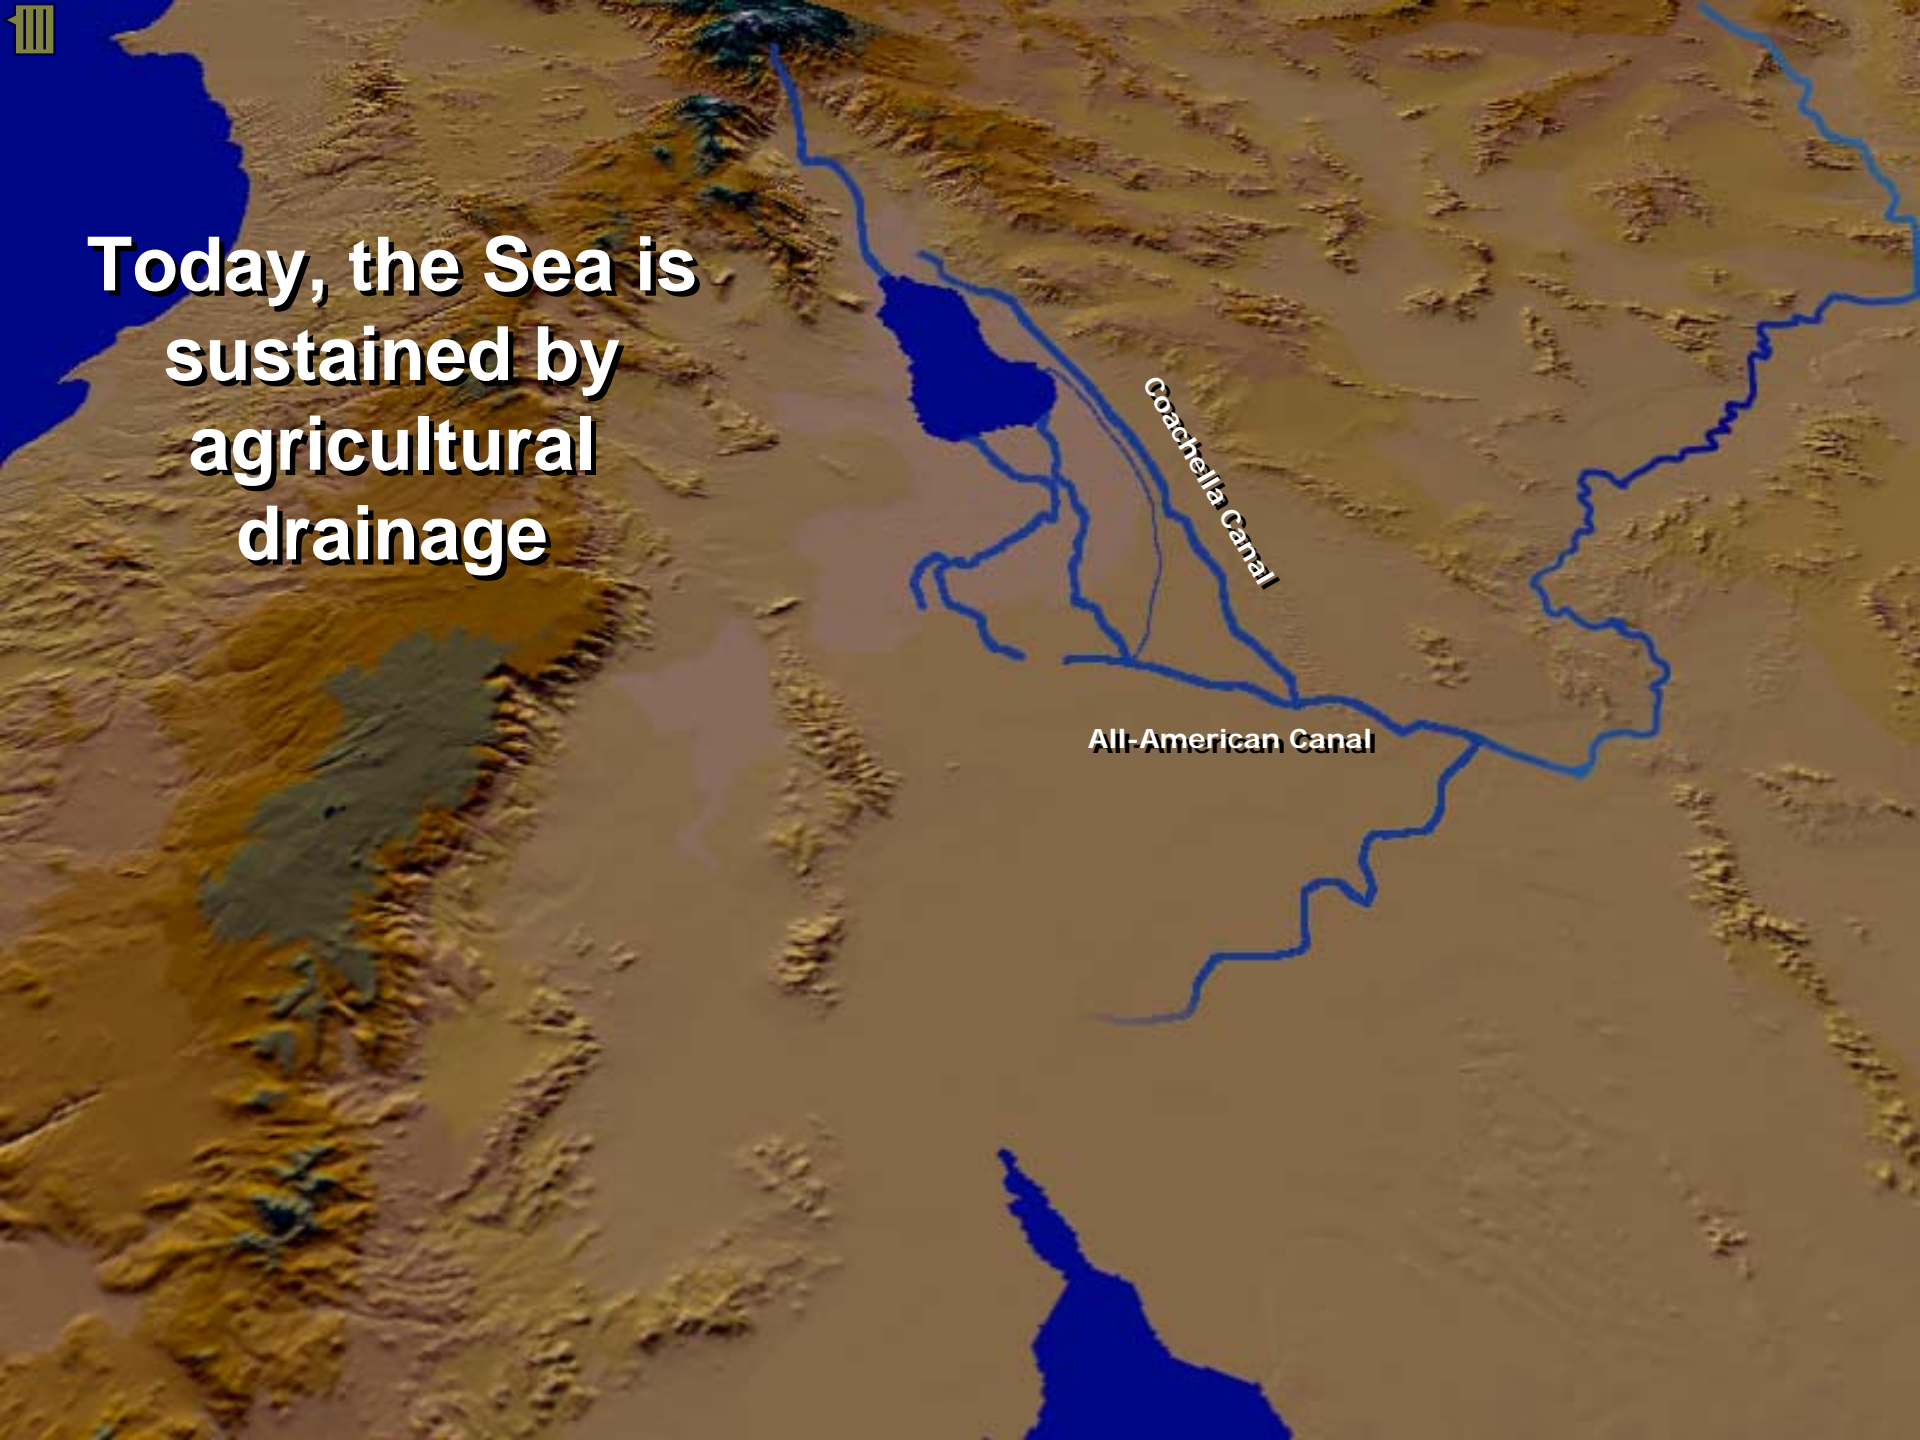 Today, the Sea is
sustained by
agricultural
drainage
Coachella Canal
All-American Canal